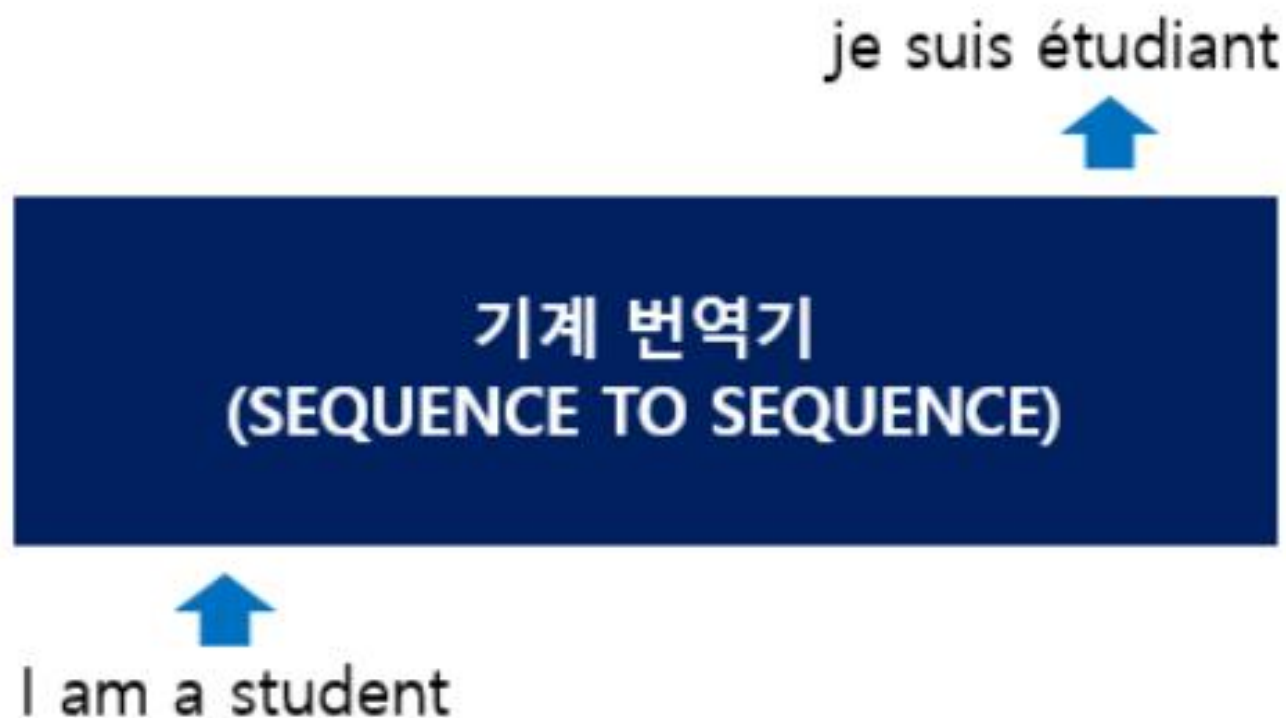 je suis étudiant
기계 번역기
(SEQUENCE TO SEQUENCE)
I am a student